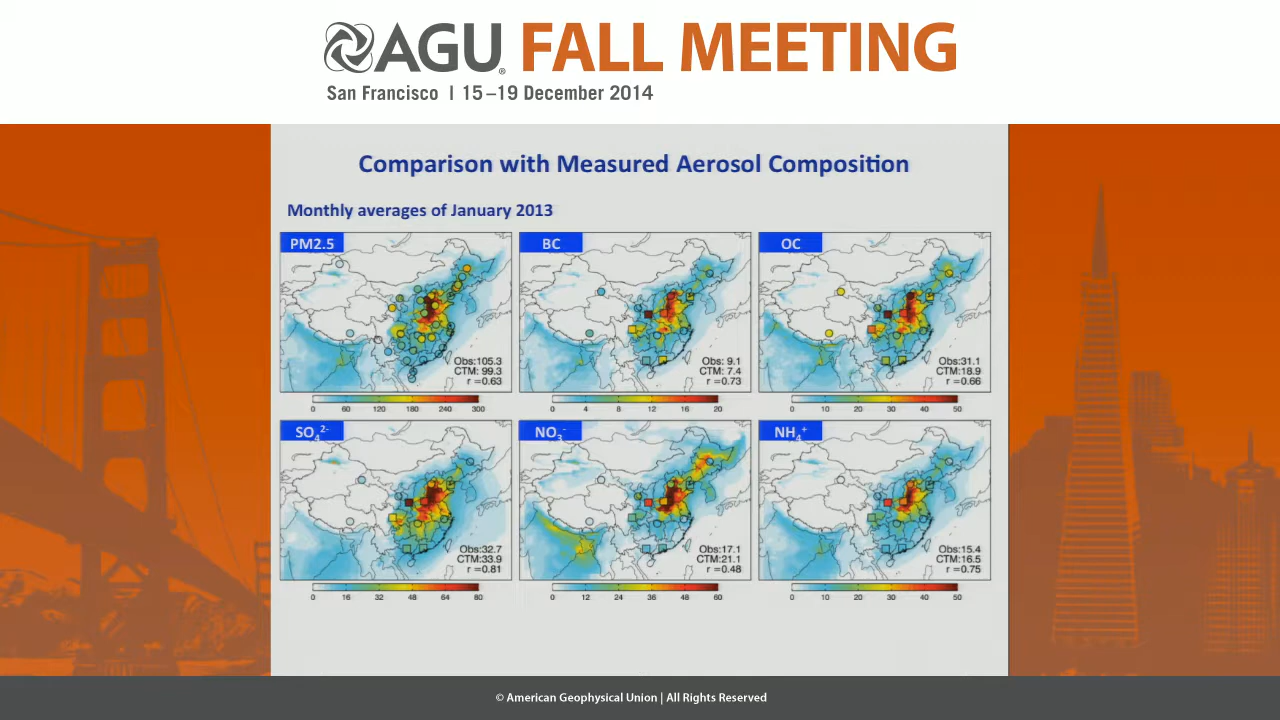 AGU FALL MEETING
San Francisco | 15–19 December 2014
Comparison with Measured Aerosol Composition
Monthly averages of January 2013
PM2.5
Obs:105.3
CTM: 99.3
r =0.63
0 60 120 180 240 300
BC
Obs: 9.1
CTM: 7.4
r =0.73
0 4 8 12 16 20
OC
Obs:31.1
CTM:18.9
r =0.66
0 10 20 30 40 50
SO₄²⁻
Obs:32.7
CTM:33.9
r =0.81
0 16 32 48 64 80
NO₃⁻
Obs:17.1
CTM:21.1
r =0.48
0 12 24 36 48 60
NH₄⁺
Obs:15.4
CTM:16.5
r =0.75
0 10 20 30 40 50
© American Geophysical Union | All Rights Reserved